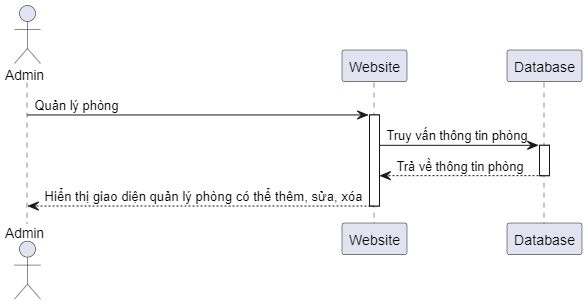 Admin
Website
Database
Quản lý phòng
Truy vấn thông tin phòng
Trả về thông tin phòng
Hiển thị giao diện quản lý phòng có thể thêm, sửa, xóa
Admin
Website
Database